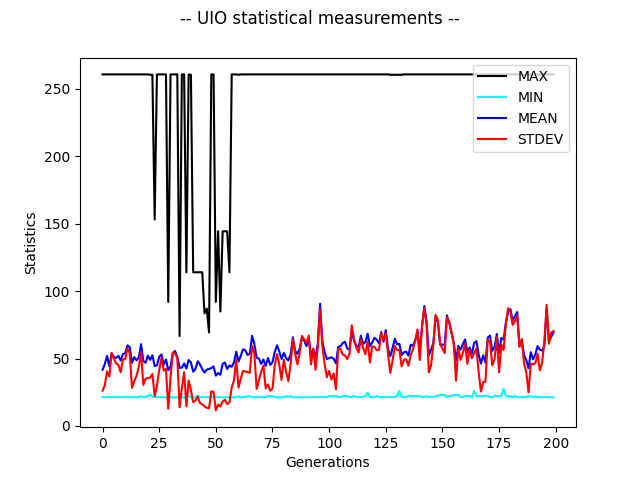 -- UIO statistical measurements --
MAX
MIN
MEAN
STDEV
250
200
150
100
50
0
Statistics
0 25 50 75 100 125 150 175 200
Generations